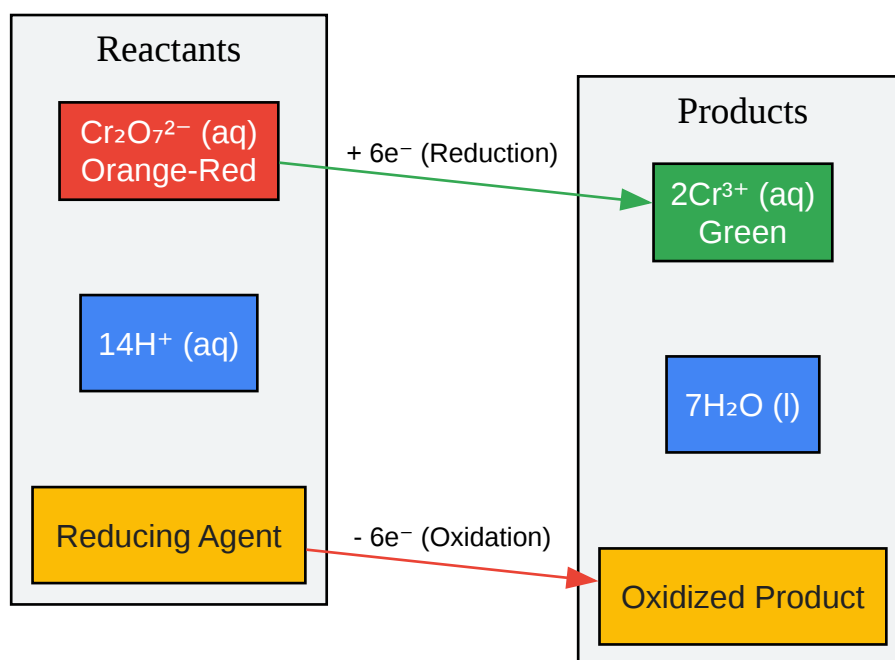 Reactants
Cr₂O₇²⁻ (aq)
Orange-Red
14H⁺ (aq)
Reducing Agent
+ 6e⁻ (Reduction)
- 6e⁻ (Oxidation)
Products
2Cr³⁺ (aq)
Green
7H₂O (l)
Oxidized Product